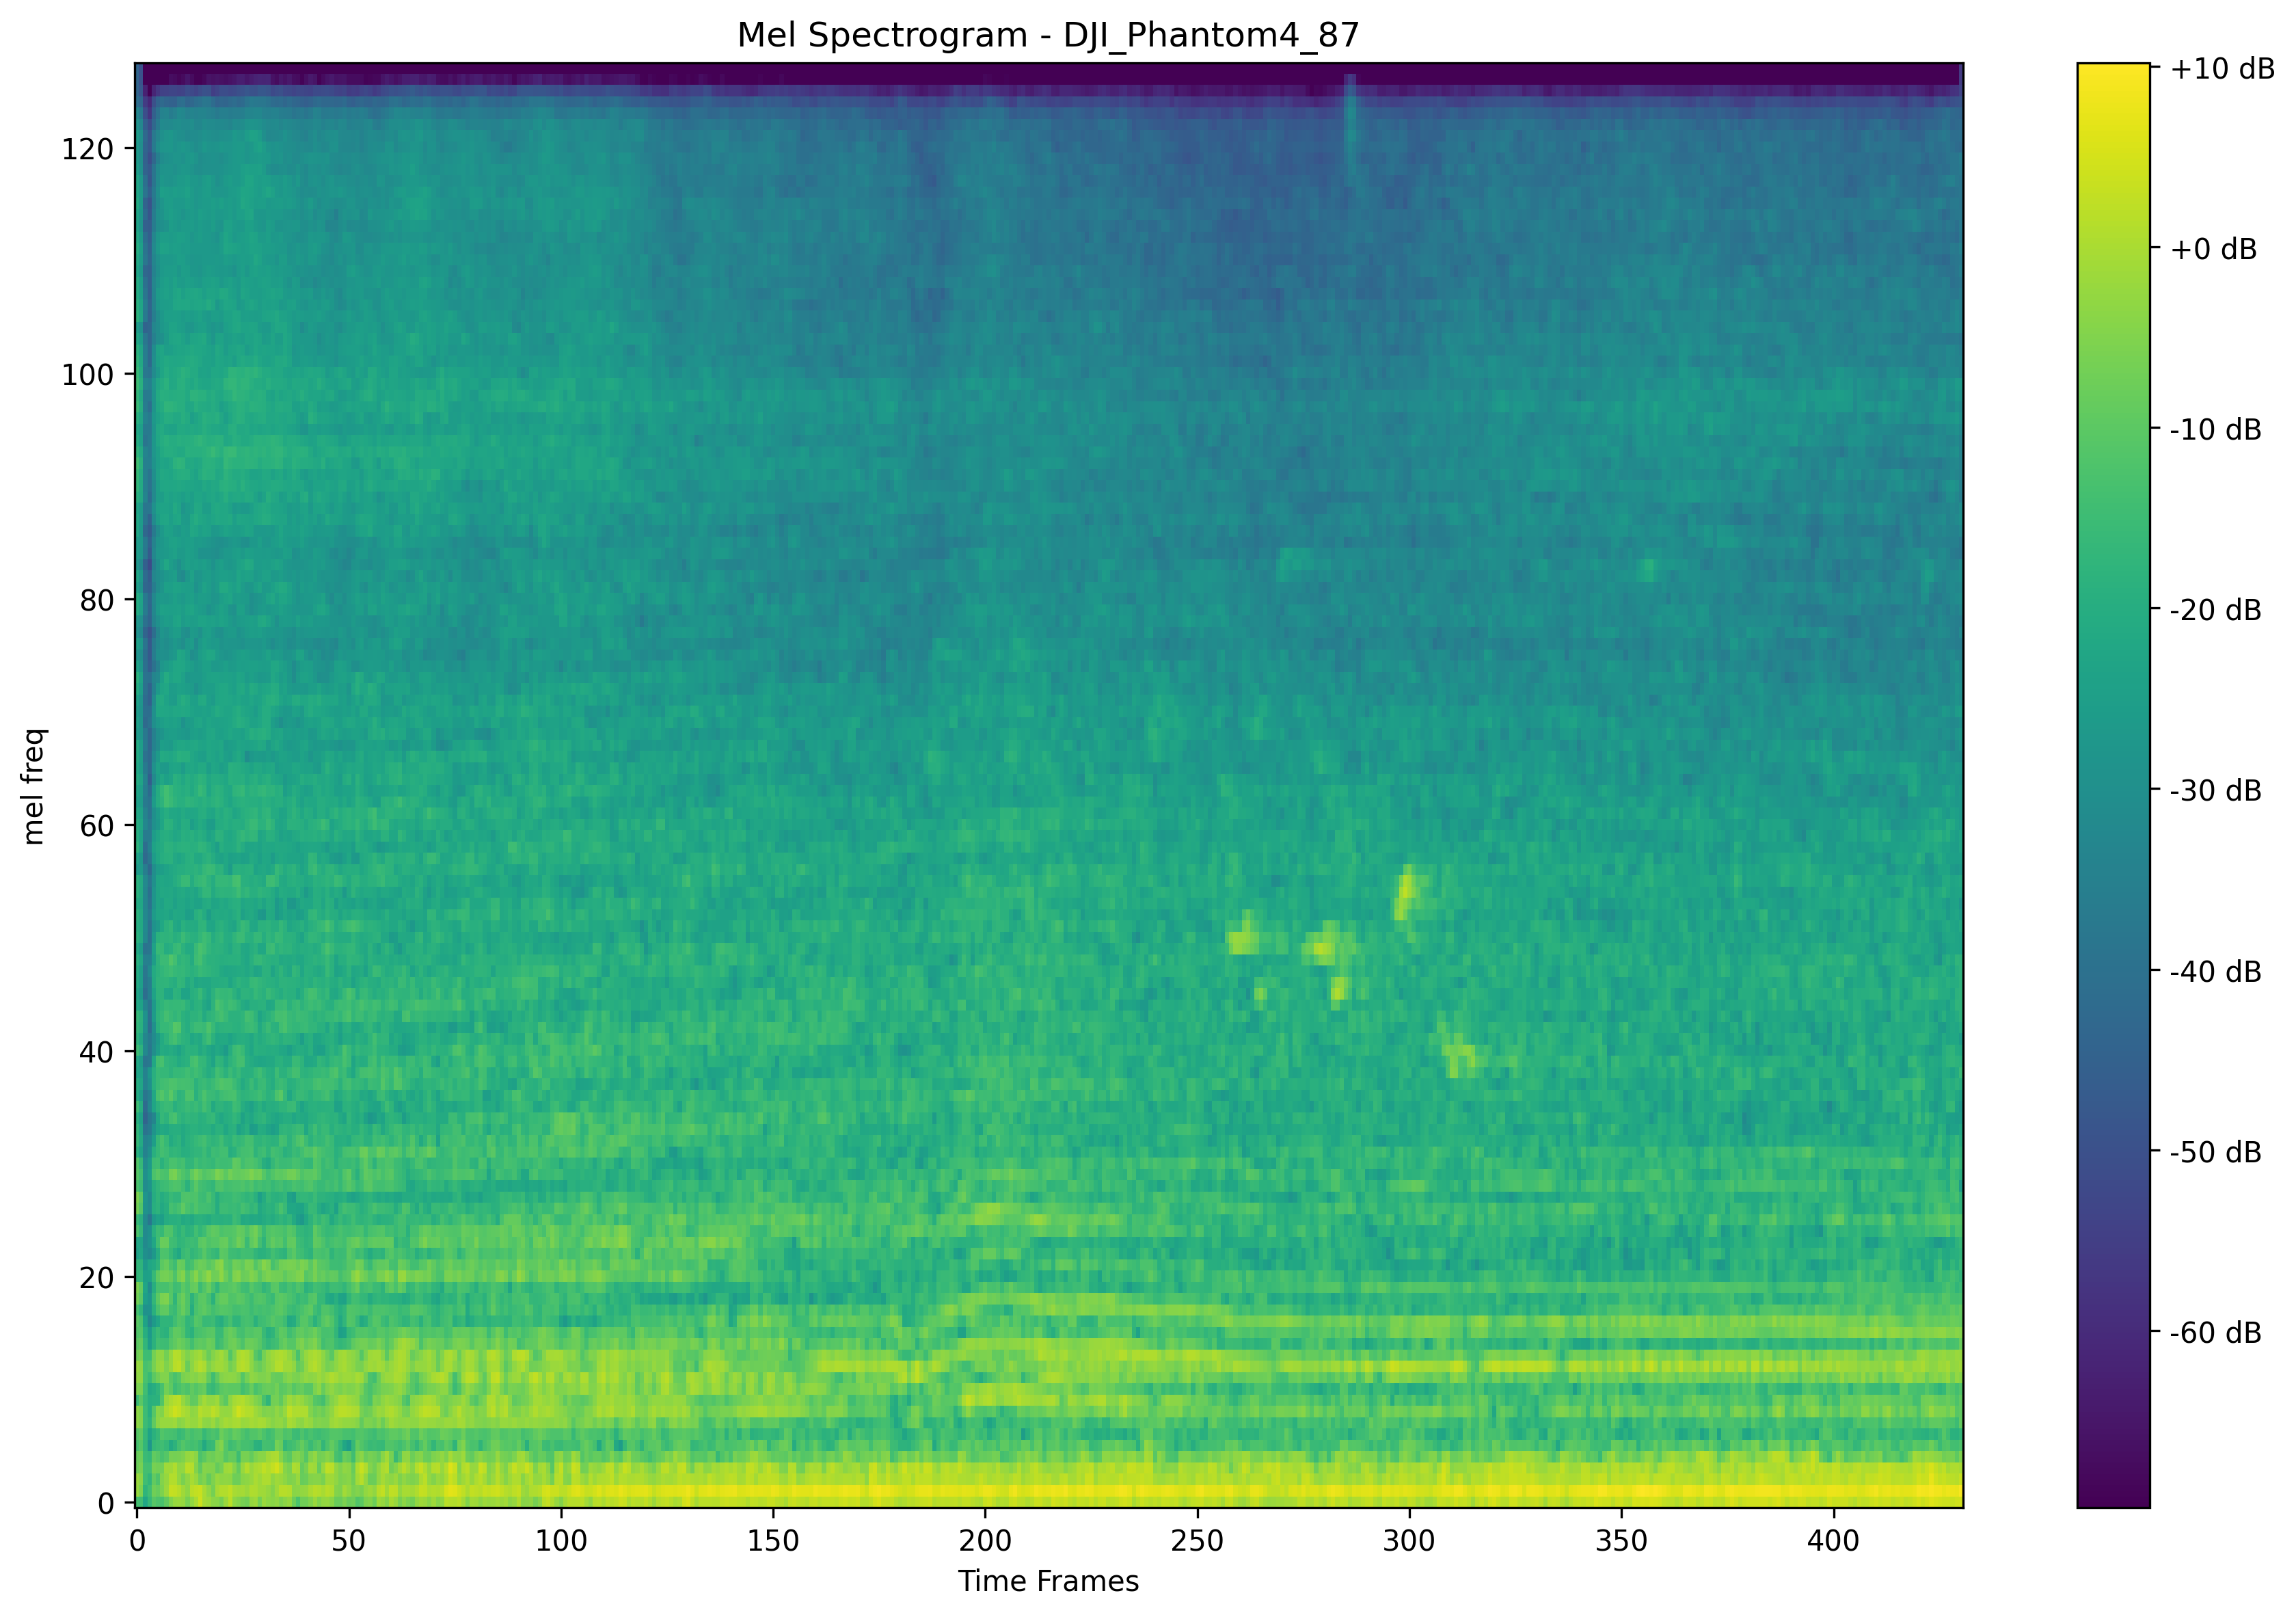 Mel Spectrogram - DJI_Phantom4_87
+10 dB
+0 dB
-10 dB
-20 dB
-30 dB
-40 dB
-50 dB
-60 dB
mel freq
120
100
80
60
40
20
0
0 50 100 150 200 250 300 350 400
Time Frames